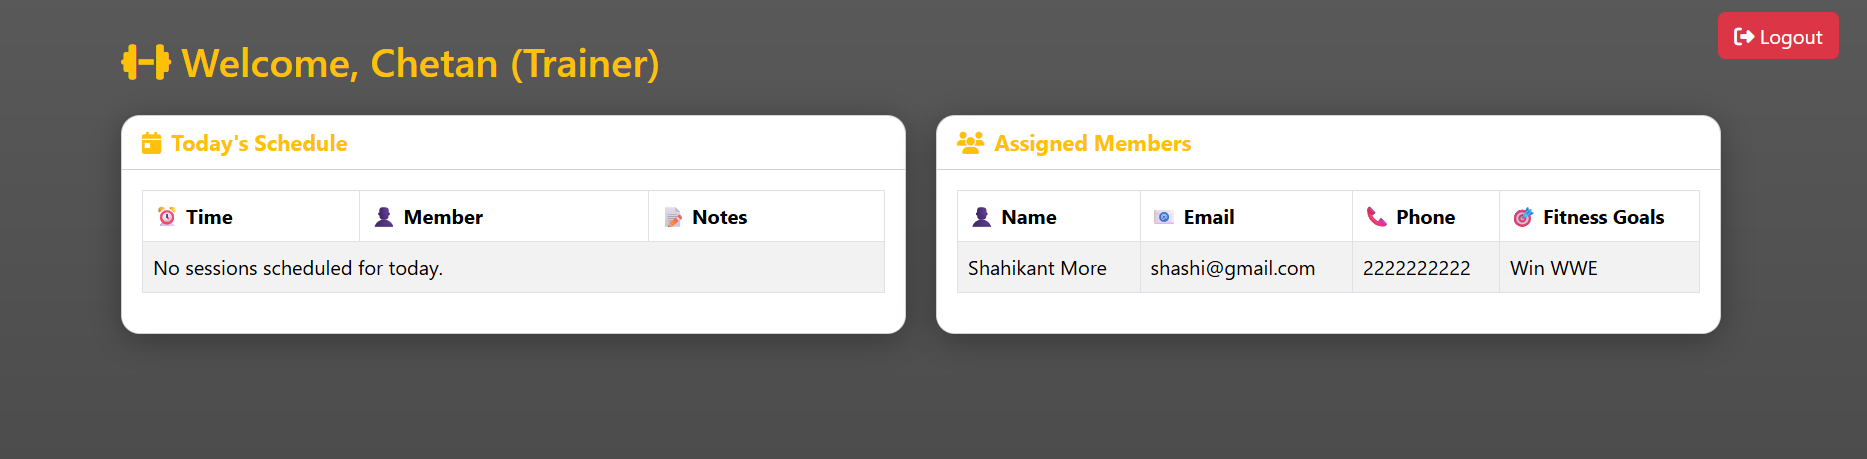 Logout
Welcome, Chetan (Trainer)
Today's Schedule
Time Member Notes
No sessions scheduled for today.
Assigned Members
Name Email Phone Fitness Goals
Shahikant More shashi@gmail.com 2222222222 Win WWE